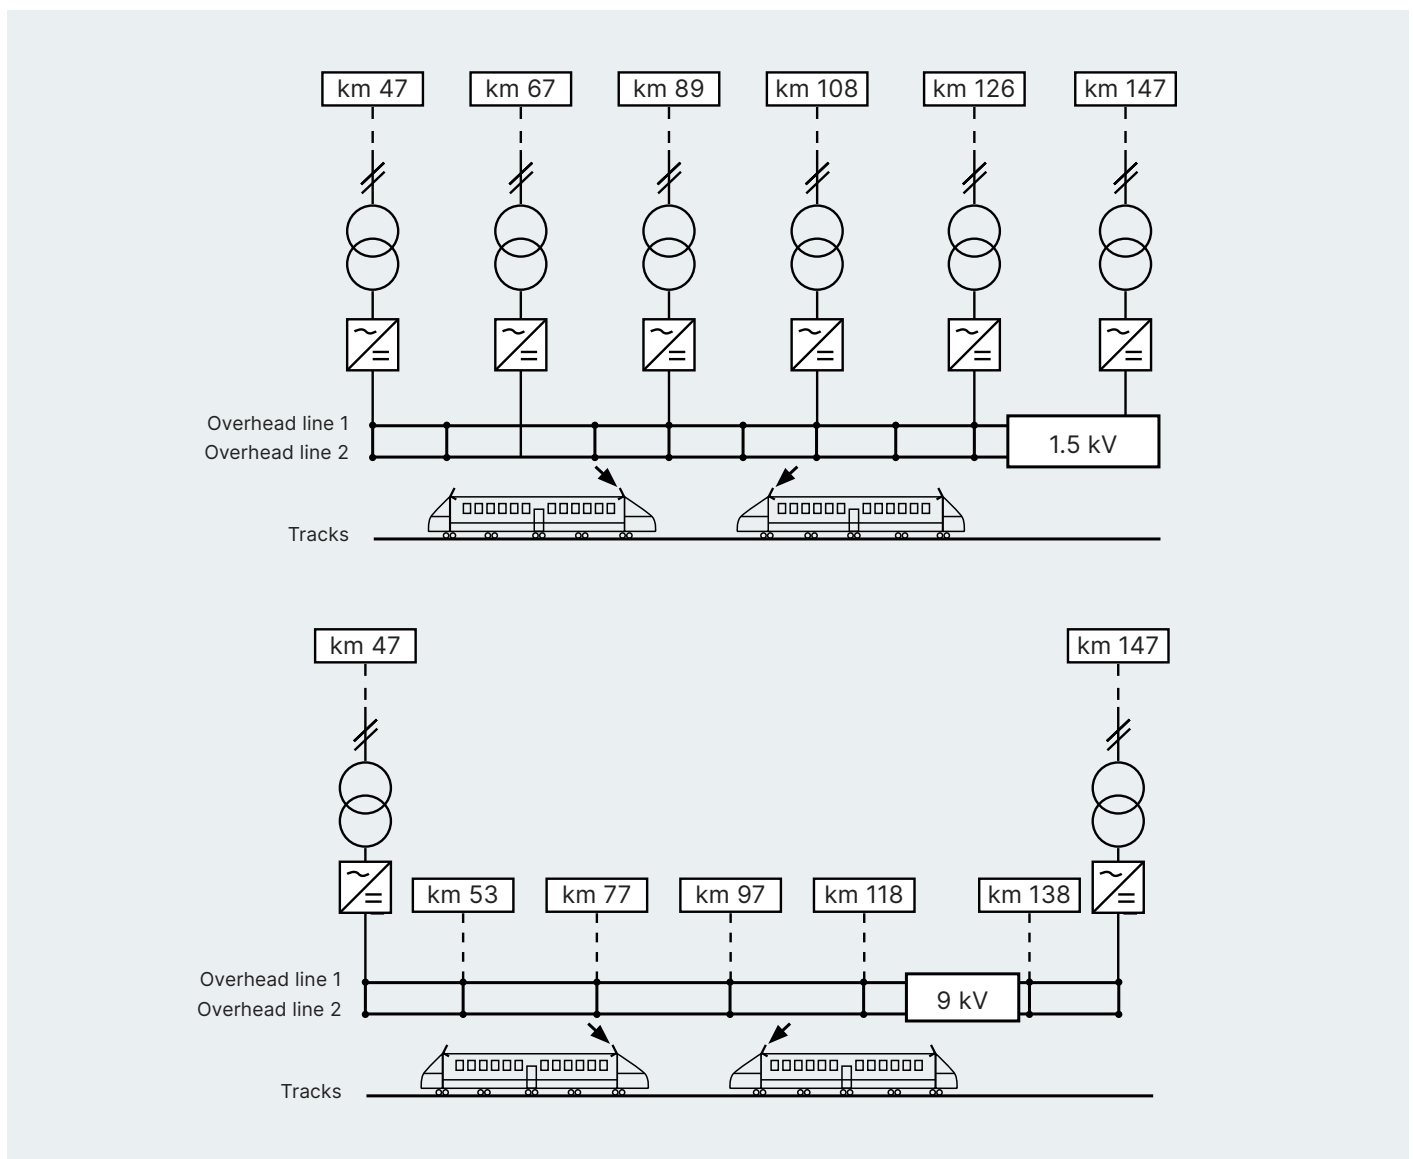 km 47 km 67 km 89 km 108 km 126 km 147
Overhead line 1
Overhead line 2
1.5 kV
Tracks
km 47 km 147
km 53 km 77 km 97 km 118 km 138
Overhead line 1
Overhead line 2
9 kV
Tracks